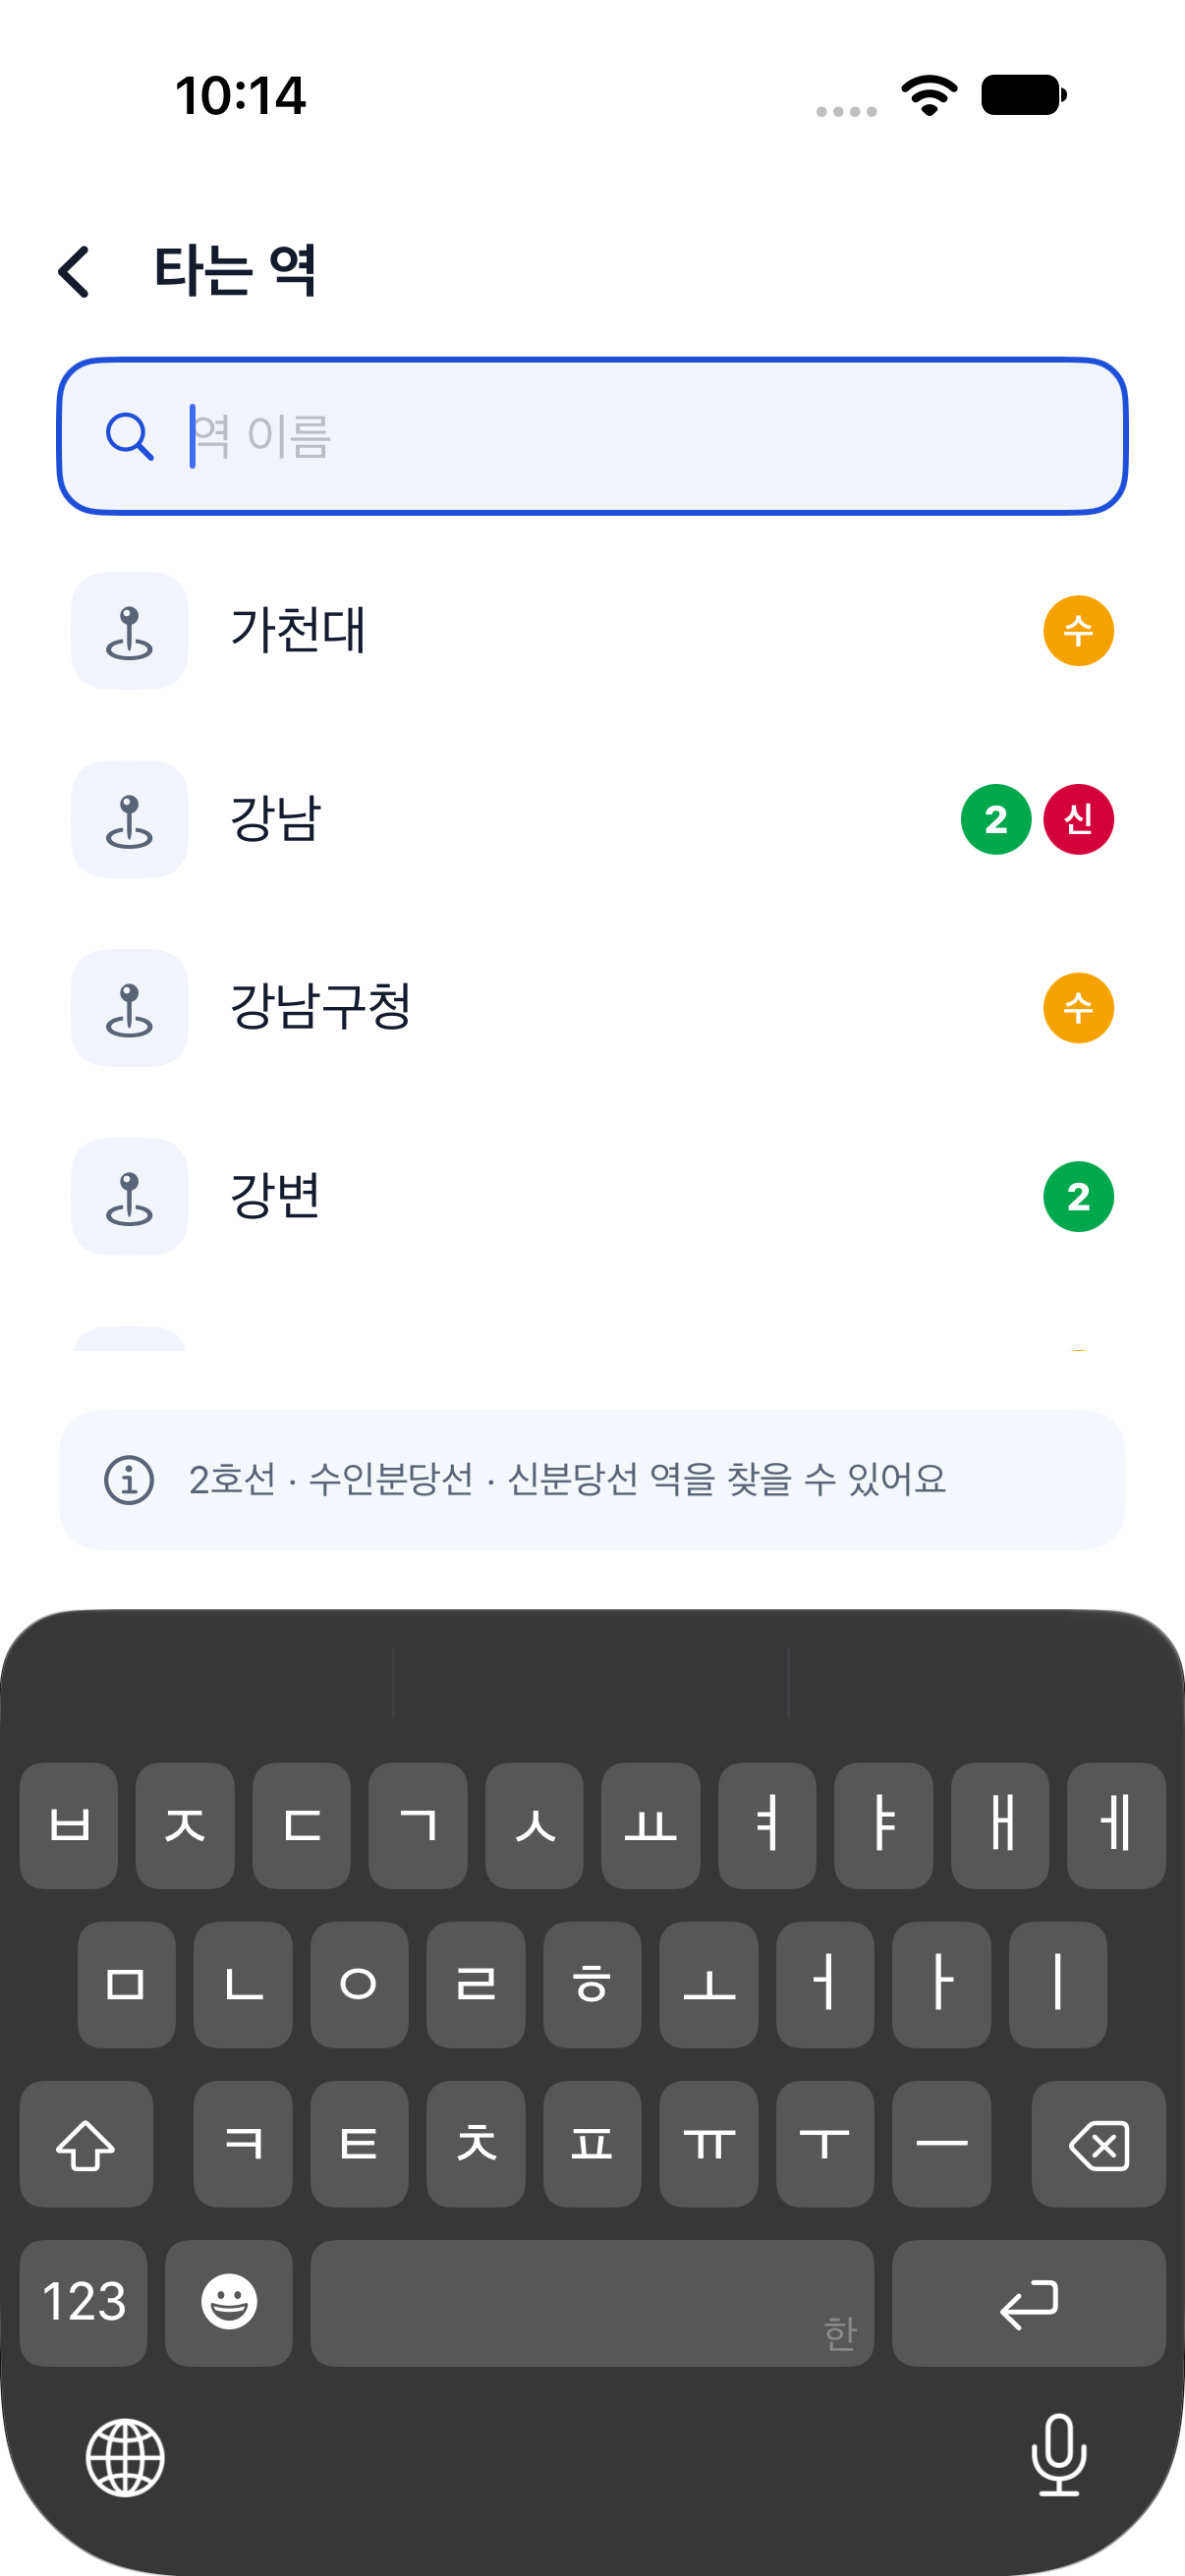 10:14
타는 역
역 이름
가천대 수
강남 2 신
강남구청 수
강변 2
2호선 · 수인분당선 · 신분당선 역을 찾을 수 있어요
ㅂ ㅈ ㄷ ㄱ ㅅ ㅛ ㅕ ㅑ ㅐ ㅔ
ㅁ ㄴ ㅇ ㄹ ㅎ ㅗ ㅓ ㅏ ㅣ
ㅋ ㅌ ㅊ ㅍ ㅠ ㅜ ㅡ
123 한